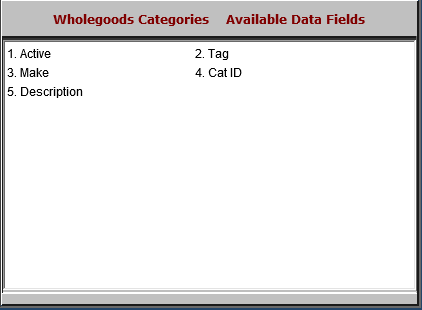 Wholegoods Categories Available Data Fields
1. Active 2. Tag
3. Make 4. Cat ID
5. Description